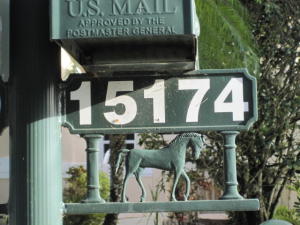 U.S. MAIL
APPROVED BY THE
POSTMASTER GENERAL
15174